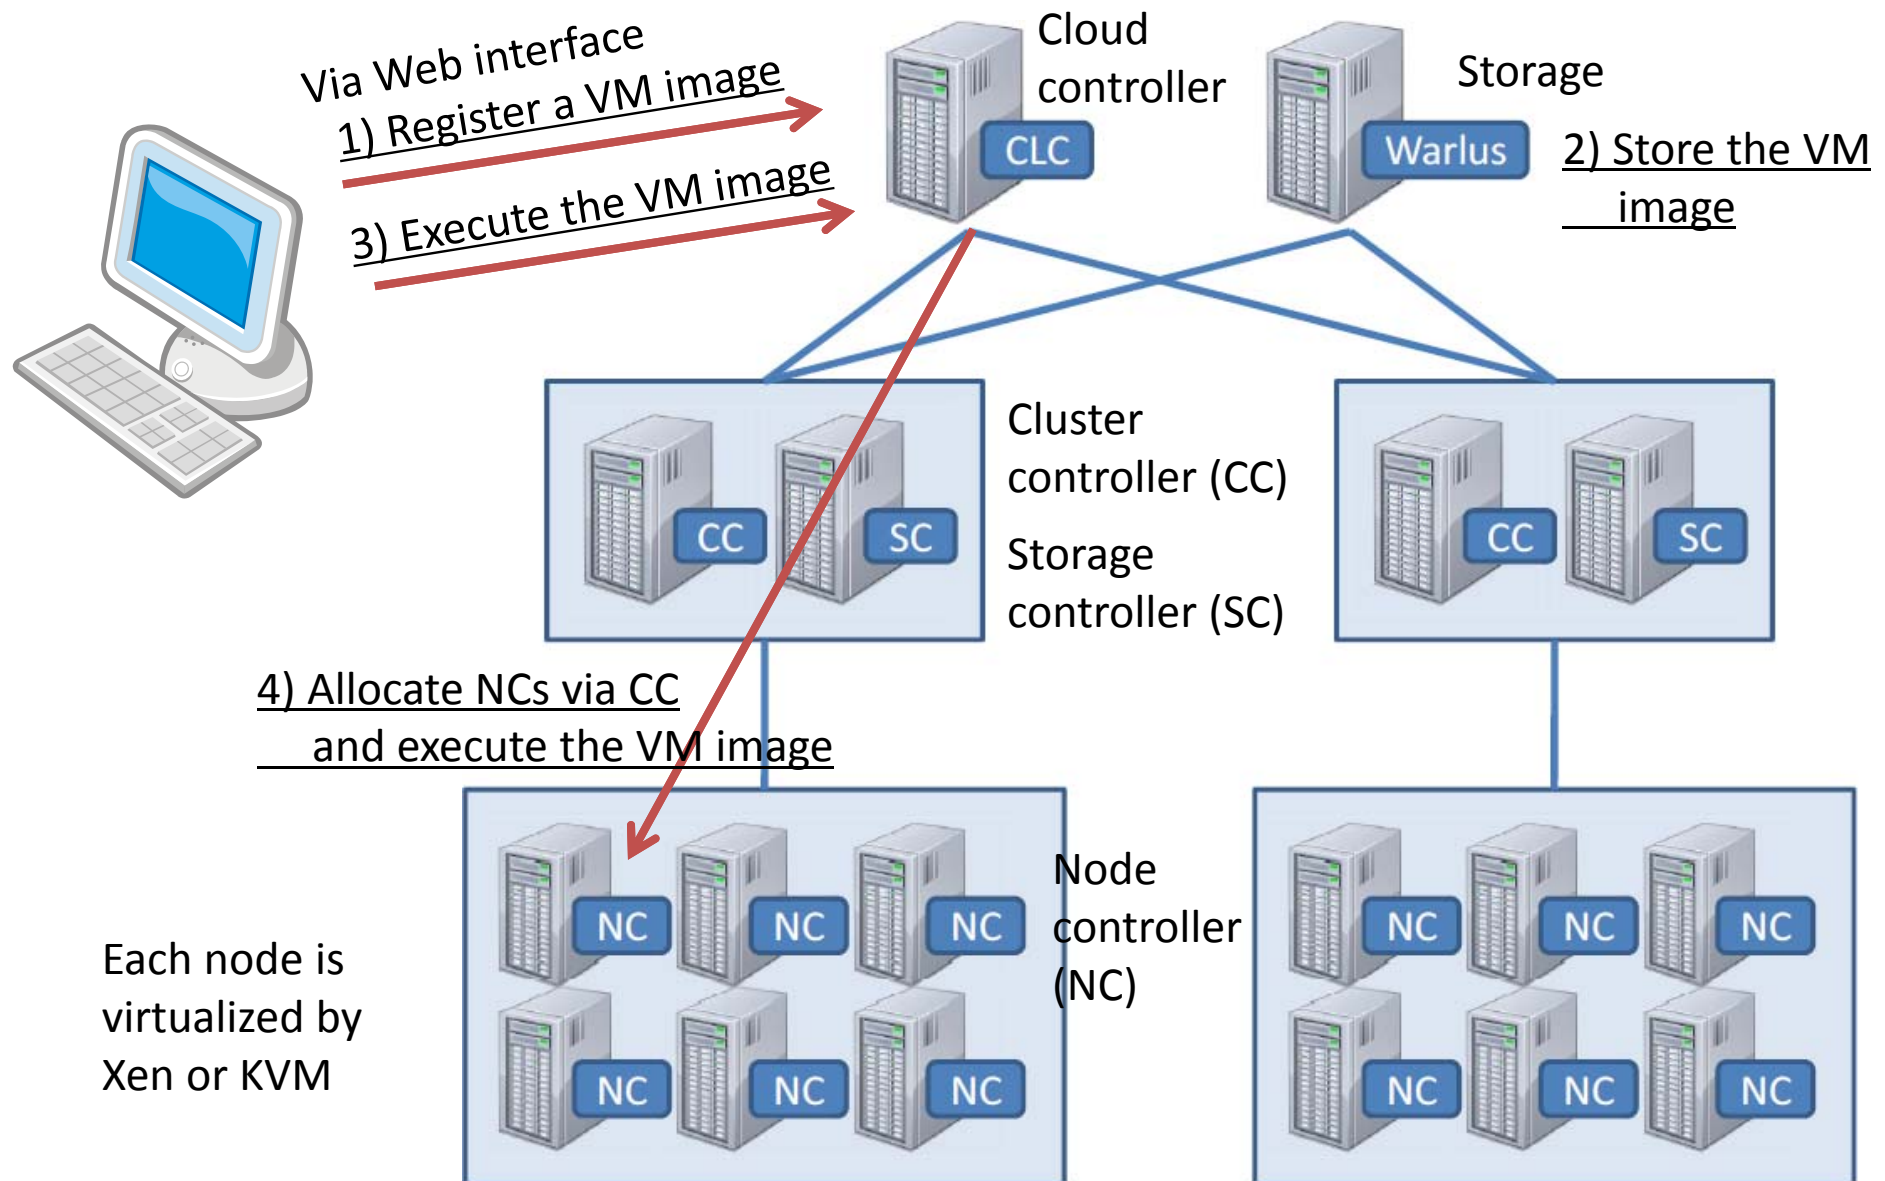 Via Web interface
1) Register a VM image
3) Execute the VM image
Cloud
controller
CLC
Storage
Warlus
2) Store the VM
image
CC
SC
Cluster
controller (CC)
Storage
controller (SC)
CC
SC
4) Allocate NCs via CC
and execute the VM image
NC
NC
NC
NC
NC
NC
Node
controller
(NC)
NC
NC
NC
NC
NC
NC
Each node is
virtualized by
Xen or KVM